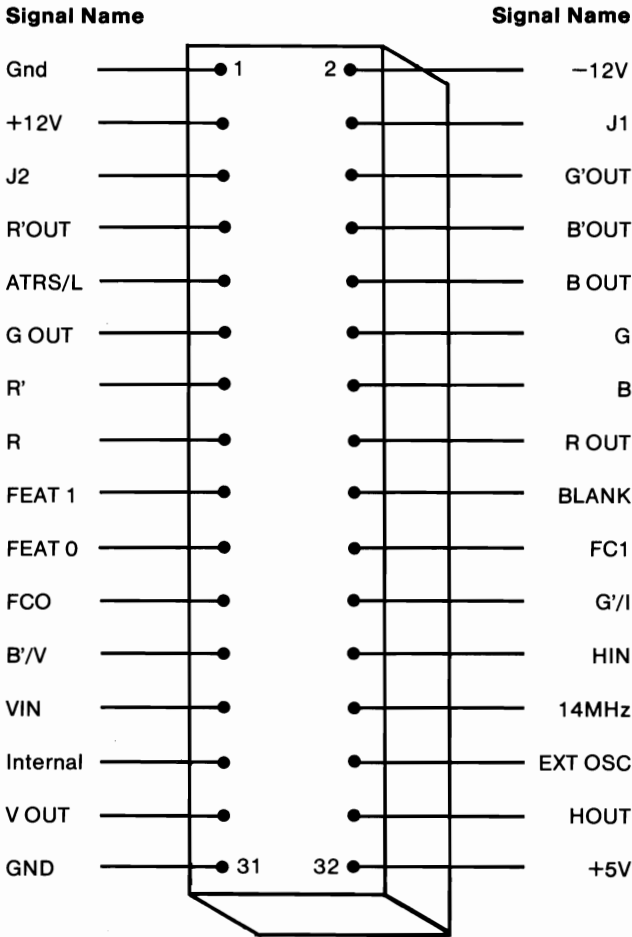 Signal Name Signal Name
Gnd 1 2 −12V
+12V J1
J2 G'OUT
R'OUT B'OUT
ATRS/L B OUT
G OUT G
R' B
R R OUT
FEAT 1 BLANK
FEAT 0 FC1
FCO G'/I
B'/V HIN
VIN 14MHz
Internal EXT OSC
V OUT HOUT
GND 31 32 +5V